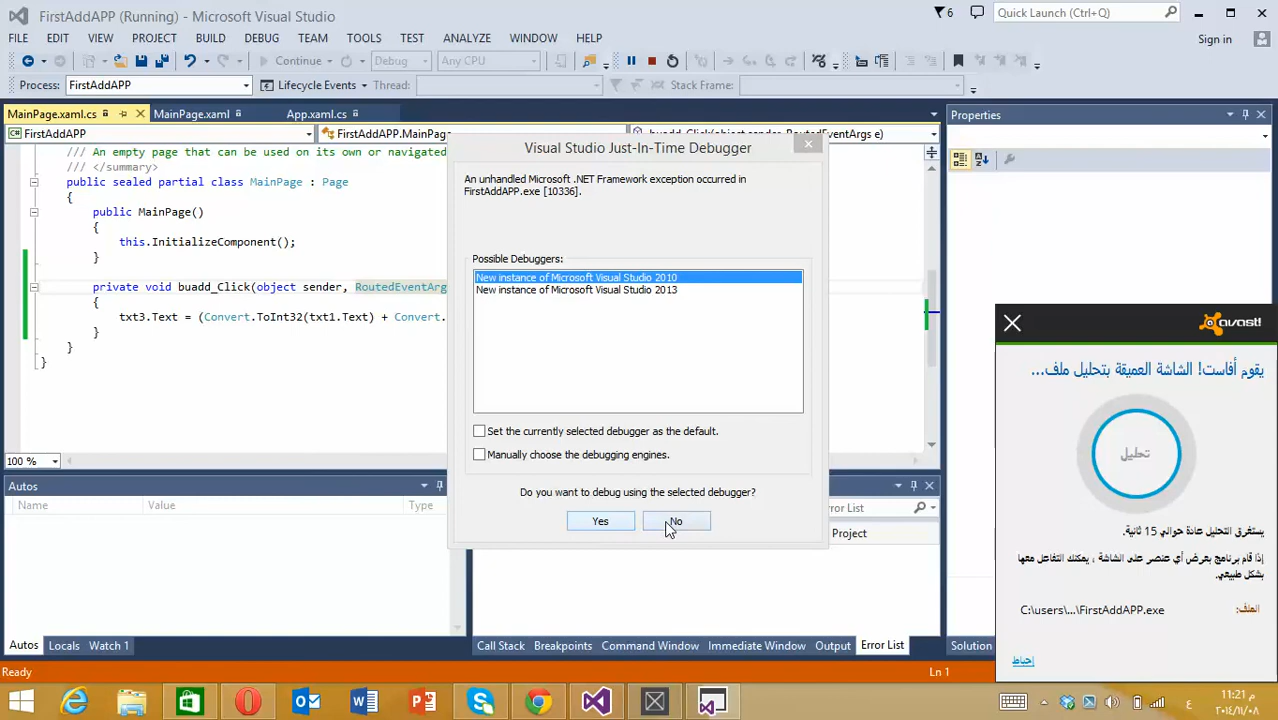 FirstAddAPP (Running) - Microsoft Visual Studio
6
Quick Launch (Ctrl+Q)
FILE EDIT VIEW PROJECT BUILD DEBUG TEAM TOOLS TEST ANALYZE WINDOW HELP
Sign in
Continue Debug Any CPU
Process: FirstAddAPP Lifecycle Events Thread: Stack Frame:
MainPage.xaml.cs MainPage.xaml App.xaml.cs
FirstAddAPP FirstAddAPP.MainPage buadd_Click(object sender, RoutedEventArgs e)
/// An empty page that can be used on its own or navigated
/// </summary>
public sealed partial class MainPage : Page
{
public MainPage()
{
this.InitializeComponent();
}
private void buadd_Click(object sender, RoutedEventArg
{
txt3.Text = (Convert.ToInt32(txt1.Text) + Convert.
}
}
}
100 %
Visual Studio Just-In-Time Debugger
An unhandled Microsoft .NET Framework exception occurred in
FirstAddAPP.exe [10336].
Possible Debuggers:
New instance of Microsoft Visual Studio 2010
New instance of Microsoft Visual Studio 2013
Set the currently selected debugger as the default.
Manually choose the debugging engines.
Do you want to debug using the selected debugger?
Yes No
Properties
Autos
Name Value Type
rror List
Project
Autos Locals Watch 1
Call Stack Breakpoints Command Window Immediate Window Output Error List
Solution
Ready
Ln 1
avast!
يقوم أفاست! الشاشة العميقة بتحليل ملف...
تحليل
يستغرق التحليل عادة حوالي 15 ثانية.
إذا قام برنامج بعرض أي عنصر على الشاشة ، يمكنك التفاعل معها
بشكل طبيعي.
الملف: C:\users\...\FirstAddAPP.exe
إحباط
ع
11:21 م
٢٠١٤/١١/٠٨